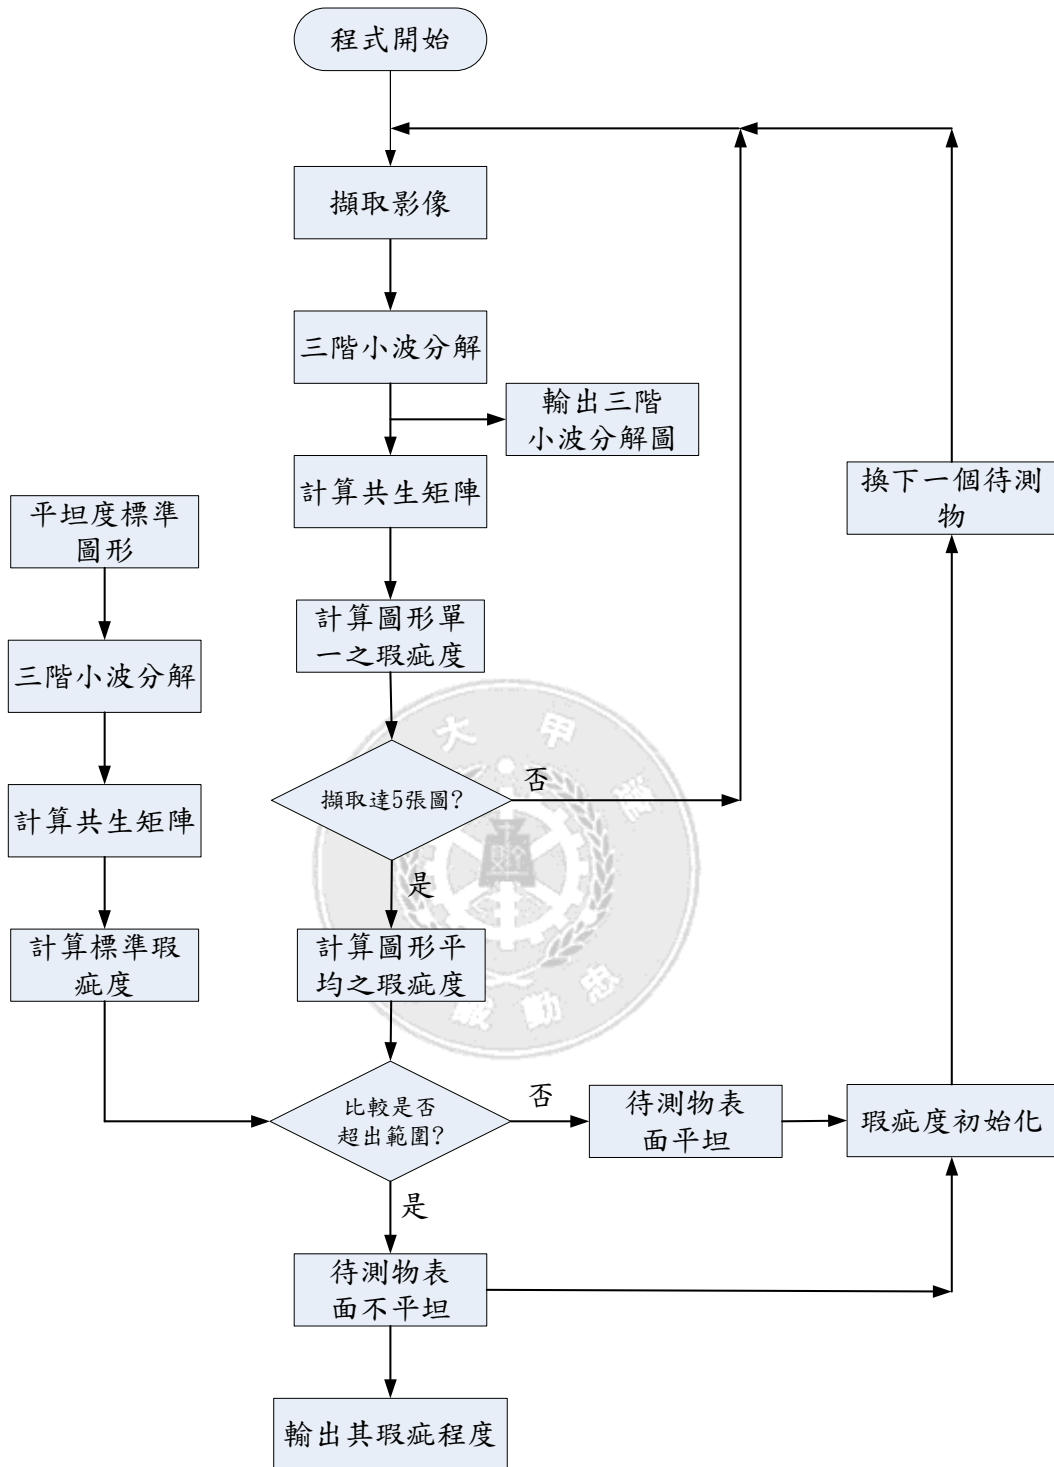 程式開始
擷取影像
三階小波分解
輸出三階
小波分解圖
計算共生矩陣
換下一個待測
物
平坦度標準
圖形
計算圖形單
一之瑕疵度
三階小波分解
擷取達5張圖?
否
是
計算共生矩陣
計算標準瑕
疵度
計算圖形平
均之瑕疵度
比較是否
超出範圍?
否
待測物表
面平坦
瑕疵度初始化
是
待測物表
面不平坦
輸出其瑕疵程度
大甲
勤